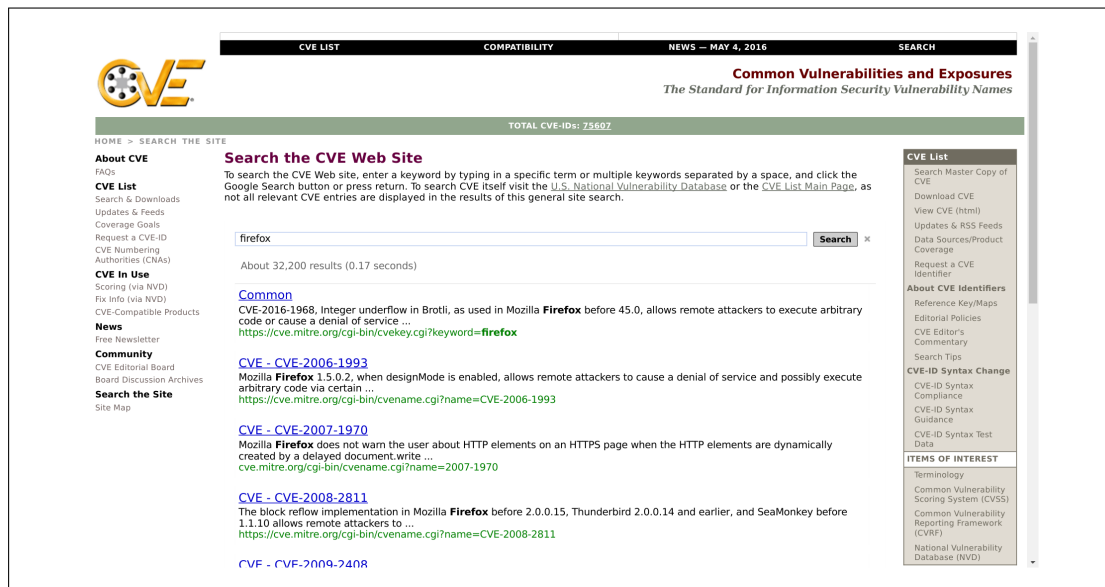 CVE LIST COMPATIBILITY NEWS — MAY 4, 2016 SEARCH
CVE
Common Vulnerabilities and Exposures
The Standard for Information Security Vulnerability Names
TOTAL CVE-IDs: 75607
HOME > SEARCH THE SITE
About CVE
FAQs
CVE List
Search & Downloads
Updates & Feeds
Coverage Goals
Request a CVE-ID
CVE Numbering
Authorities (CNAs)
CVE In Use
Scoring (via NVD)
Fix Info (via NVD)
CVE-Compatible Products
News
Free Newsletter
Community
CVE Editorial Board
Board Discussion Archives
Search the Site
Site Map
Search the CVE Web Site
To search the CVE Web site, enter a keyword by typing in a specific term or multiple keywords separated by a space, and click the
Google Search button or press return. To search CVE itself visit the U.S. National Vulnerability Database or the CVE List Main Page, as
not all relevant CVE entries are displayed in the results of this general site search.
firefox Search ×
About 32,200 results (0.17 seconds)
Common
CVE-2016-1968, Integer underflow in Brotli, as used in Mozilla Firefox before 45.0, allows remote attackers to execute arbitrary
code or cause a denial of service ...
https://cve.mitre.org/cgi-bin/cvekey.cgi?keyword=firefox
CVE - CVE-2006-1993
Mozilla Firefox 1.5.0.2, when designMode is enabled, allows remote attackers to cause a denial of service and possibly execute
arbitrary code via certain ...
https://cve.mitre.org/cgi-bin/cvename.cgi?name=CVE-2006-1993
CVE - CVE-2007-1970
Mozilla Firefox does not warn the user about HTTP elements on an HTTPS page when the HTTP elements are dynamically
created by a delayed document.write ...
cve.mitre.org/cgi-bin/cvename.cgi?name=2007-1970
CVE - CVE-2008-2811
The block reflow implementation in Mozilla Firefox before 2.0.0.15, Thunderbird 2.0.0.14 and earlier, and SeaMonkey before
1.1.10 allows remote attackers to ...
https://cve.mitre.org/cgi-bin/cvename.cgi?name=CVE-2008-2811
CVE - CVE-2009-2408
CVE List
Search Master Copy of
CVE
Download CVE
View CVE (html)
Updates & RSS Feeds
Data Sources/Product
Coverage
Request a CVE
Identifier
About CVE Identifiers
Reference Key/Maps
Editorial Policies
CVE Editor's
Commentary
Search Tips
CVE-ID Syntax Change
CVE-ID Syntax
Compliance
CVE-ID Syntax
Guidance
CVE-ID Syntax Test
Data
ITEMS OF INTEREST
Terminology
Common Vulnerability
Scoring System (CVSS)
Common Vulnerability
Reporting Framework
(CVRF)
National Vulnerability
Database (NVD)